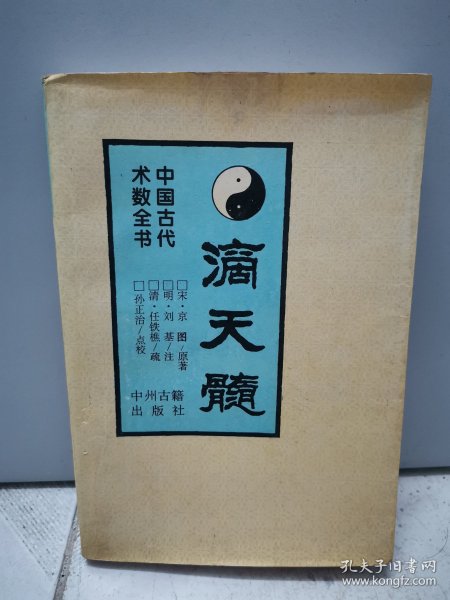 中国古代
术数全书
滴天髓
□宋·京 图/原著
□明·刘 基/注
□清·任铁樵/疏
□孙正治/点校
中州古籍
出版社
孔夫子旧书网
www.kongfz.com